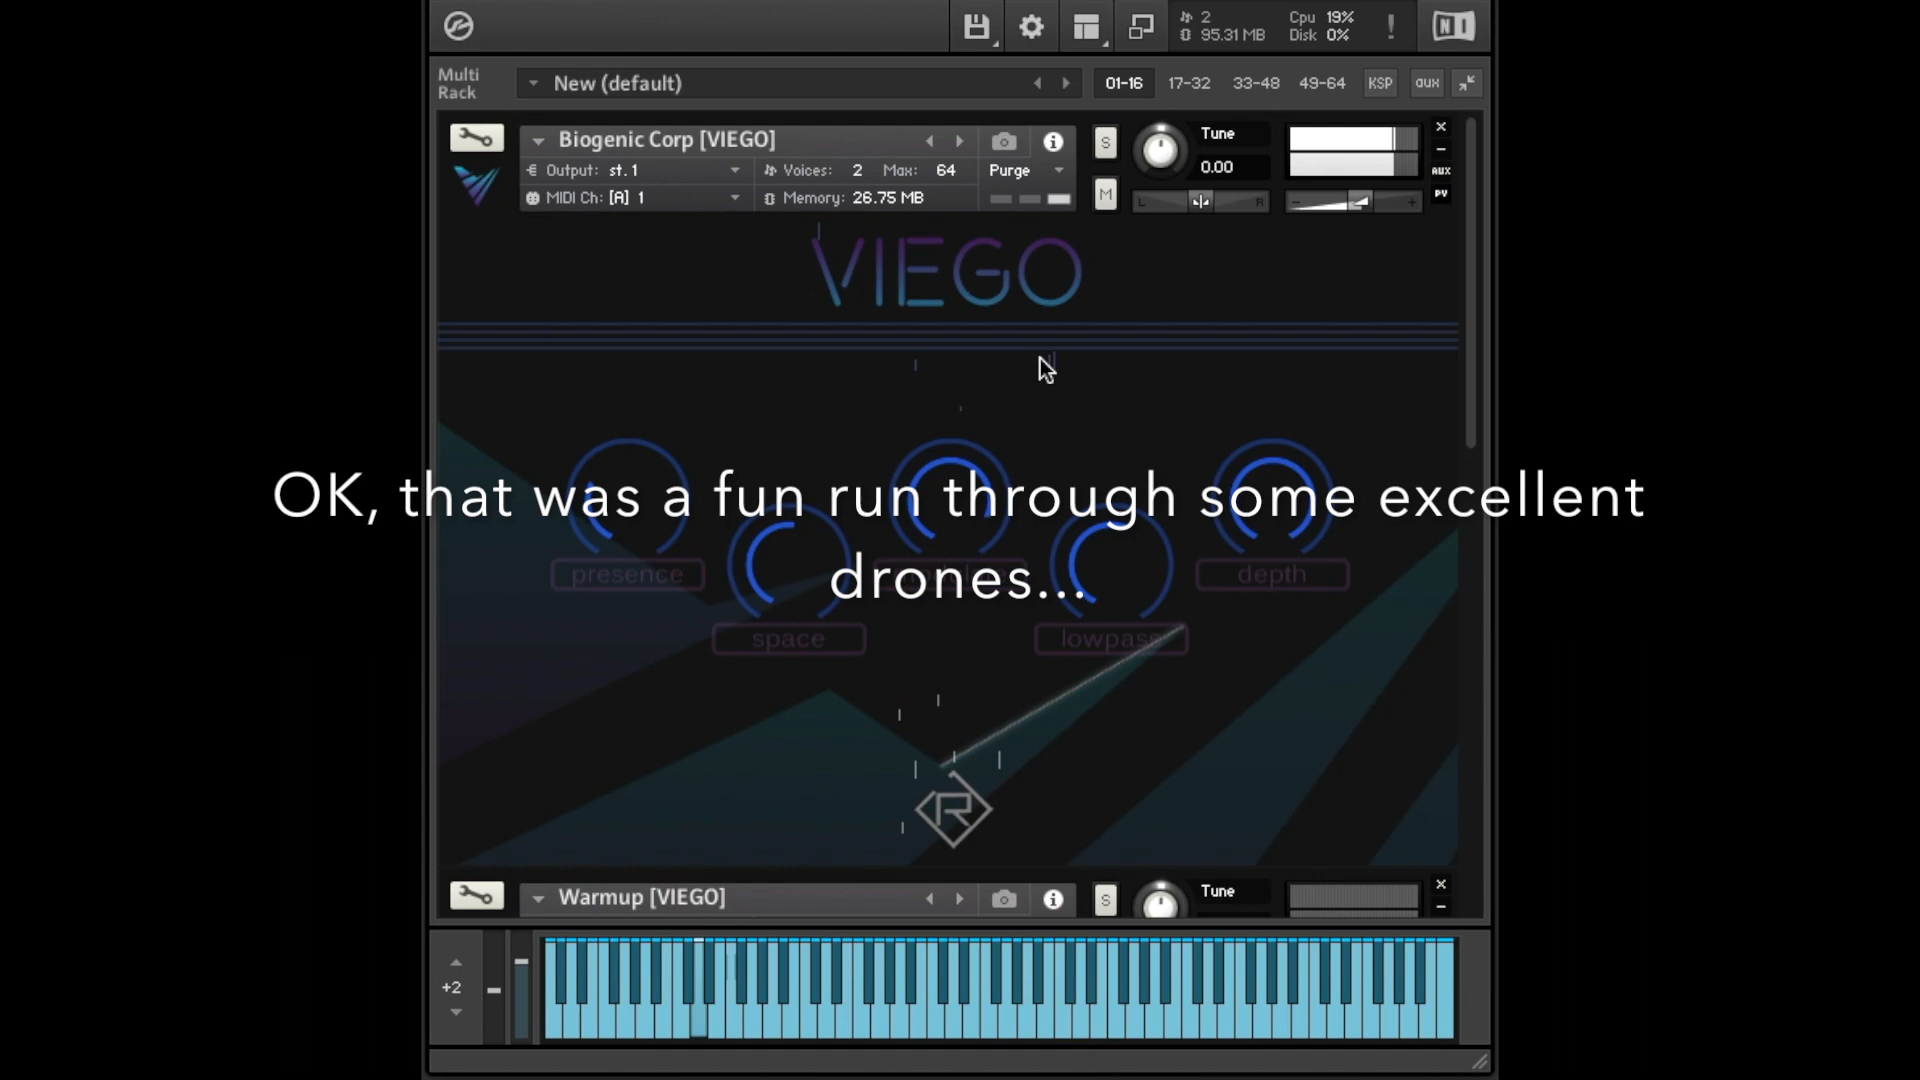 2
Cpu 19%
95.31 MB
Disk 0%
!
NI
Multi
Rack
New (default)
01-16 17-32 33-48 49-64 KSP aux
Biogenic Corp [VIEGO]
i
S
Tune
0.00
Output: st. 1
Voices: 2 Max: 64
Purge
MIDI Ch: [A] 1
Memory: 26.75 MB
M
L R
- +
AUX
PV
VIEGO
OK, that was a fun run through some excellent
drones...
presence
depth
space
lowpass
R
Warmup [VIEGO]
i
S
Tune
+2